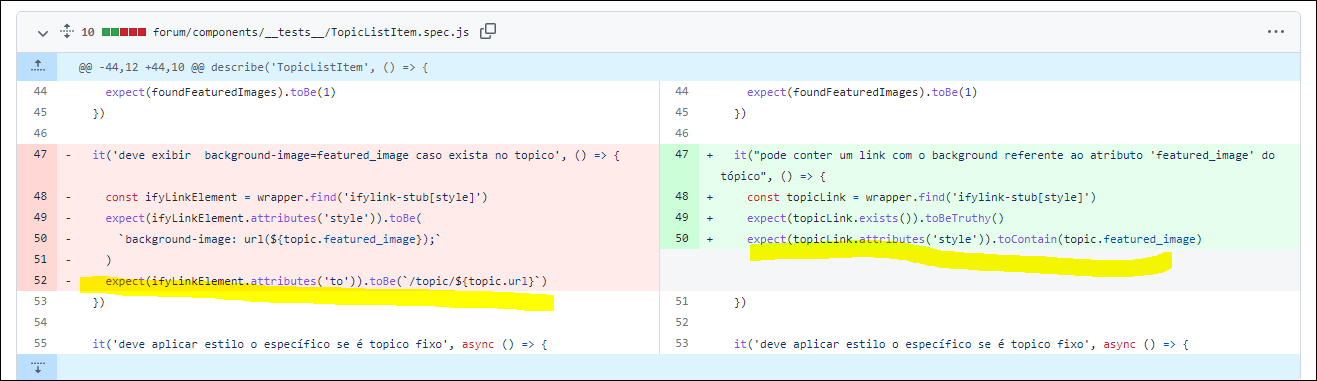 10 forum/components/__tests__/TopicListItem.spec.js
@@ -44,12 +44,10 @@ describe('TopicListItem', () => {
44 expect(foundFeaturedImages).toBe(1)
45 })
46
47 - it('deve exibir  background-image=featured_image caso exista no topico', () => {
48 - const ifyLinkElement = wrapper.find('ifylink-stub[style]')
49 - expect(ifyLinkElement.attributes('style')).toBe(
50 - `background-image: url(${topic.featured_image});`
51 - )
52 - expect(ifyLinkElement.attributes('to')).toBe(`/topic/${topic.url}`)
53 })
54
55 it('deve aplicar estilo o específico se é topico fixo', async () => {
44 expect(foundFeaturedImages).toBe(1)
45 })
46
47 + it("pode conter um link com o background referente ao atributo 'featured_image' do
tópico", () => {
48 + const topicLink = wrapper.find('ifylink-stub[style]')
49 + expect(topicLink.exists()).toBeTruthy()
50 + expect(topicLink.attributes('style')).toContain(topic.featured_image)
51 })
52
53 it('deve aplicar estilo o específico se é topico fixo', async () => {